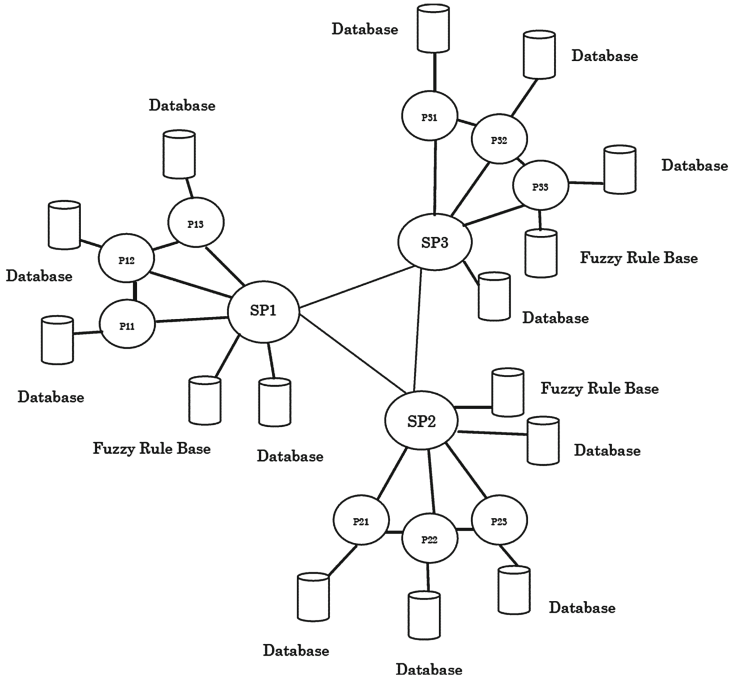 Database
Database
P31
P32
Database
Database
P33
P13
SP3
Fuzzy Rule Base
P12
Database
SP1
Database
P11
Database
Fuzzy Rule Base
SP2
Fuzzy Rule Base
Database
Database
P21
P22
P23
Database
Database
Database